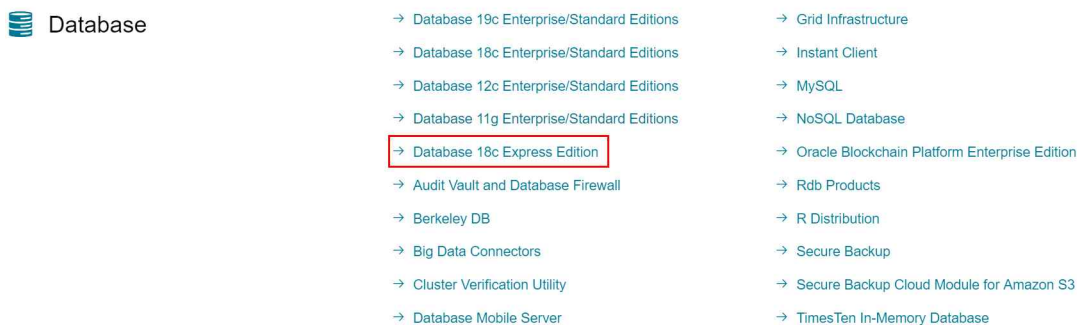 Database
→ Database 19c Enterprise/Standard Editions
→ Database 18c Enterprise/Standard Editions
→ Database 12c Enterprise/Standard Editions
→ Database 11g Enterprise/Standard Editions
→ Database 18c Express Edition
→ Audit Vault and Database Firewall
→ Berkeley DB
→ Big Data Connectors
→ Cluster Verification Utility
→ Database Mobile Server
→ Grid Infrastructure
→ Instant Client
→ MySQL
→ NoSQL Database
→ Oracle Blockchain Platform Enterprise Edition
→ Rdb Products
→ R Distribution
→ Secure Backup
→ Secure Backup Cloud Module for Amazon S3
→ TimesTen In-Memory Database